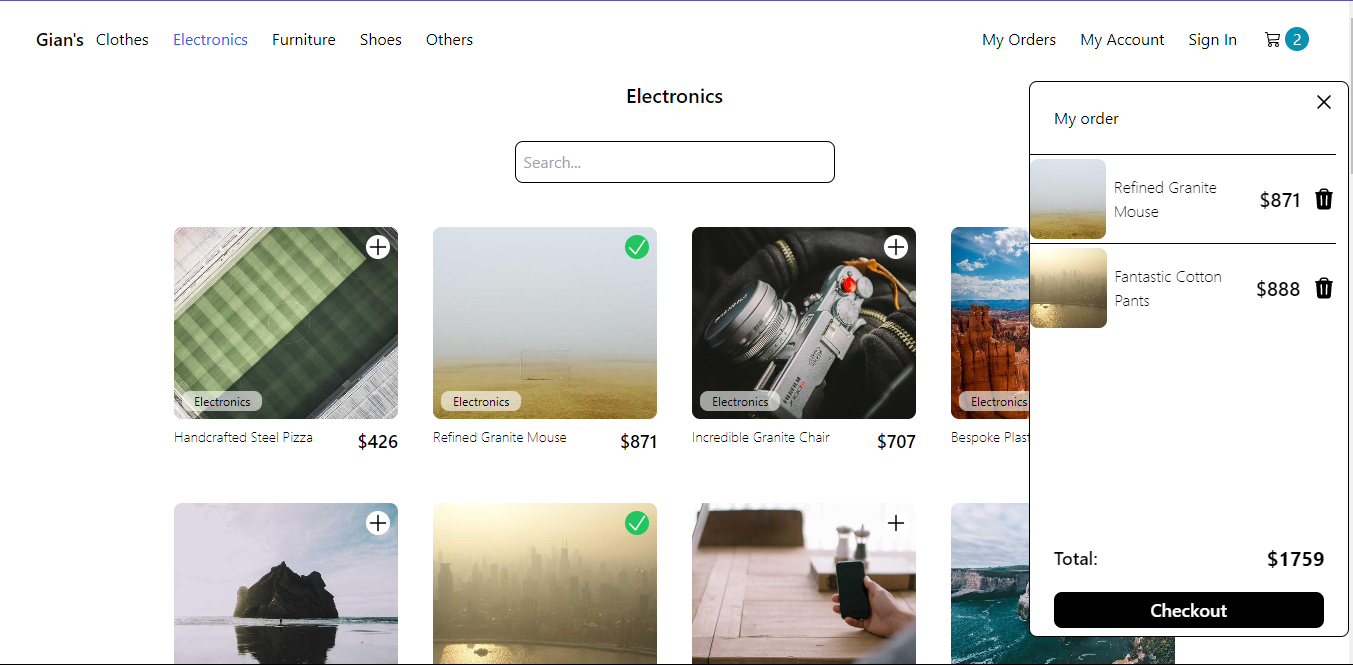 Gian's Clothes Electronics Furniture Shoes Others My Orders My Account Sign In 2
Electronics
Search...
My order
Refined Granite
Mouse
$871
Fantastic Cotton
Pants
$888
Total: $1759
Checkout
Electronics
Handcrafted Steel Pizza $426
Electronics
Refined Granite Mouse $871
Electronics
Incredible Granite Chair $707
Electronics
Bespoke Plast